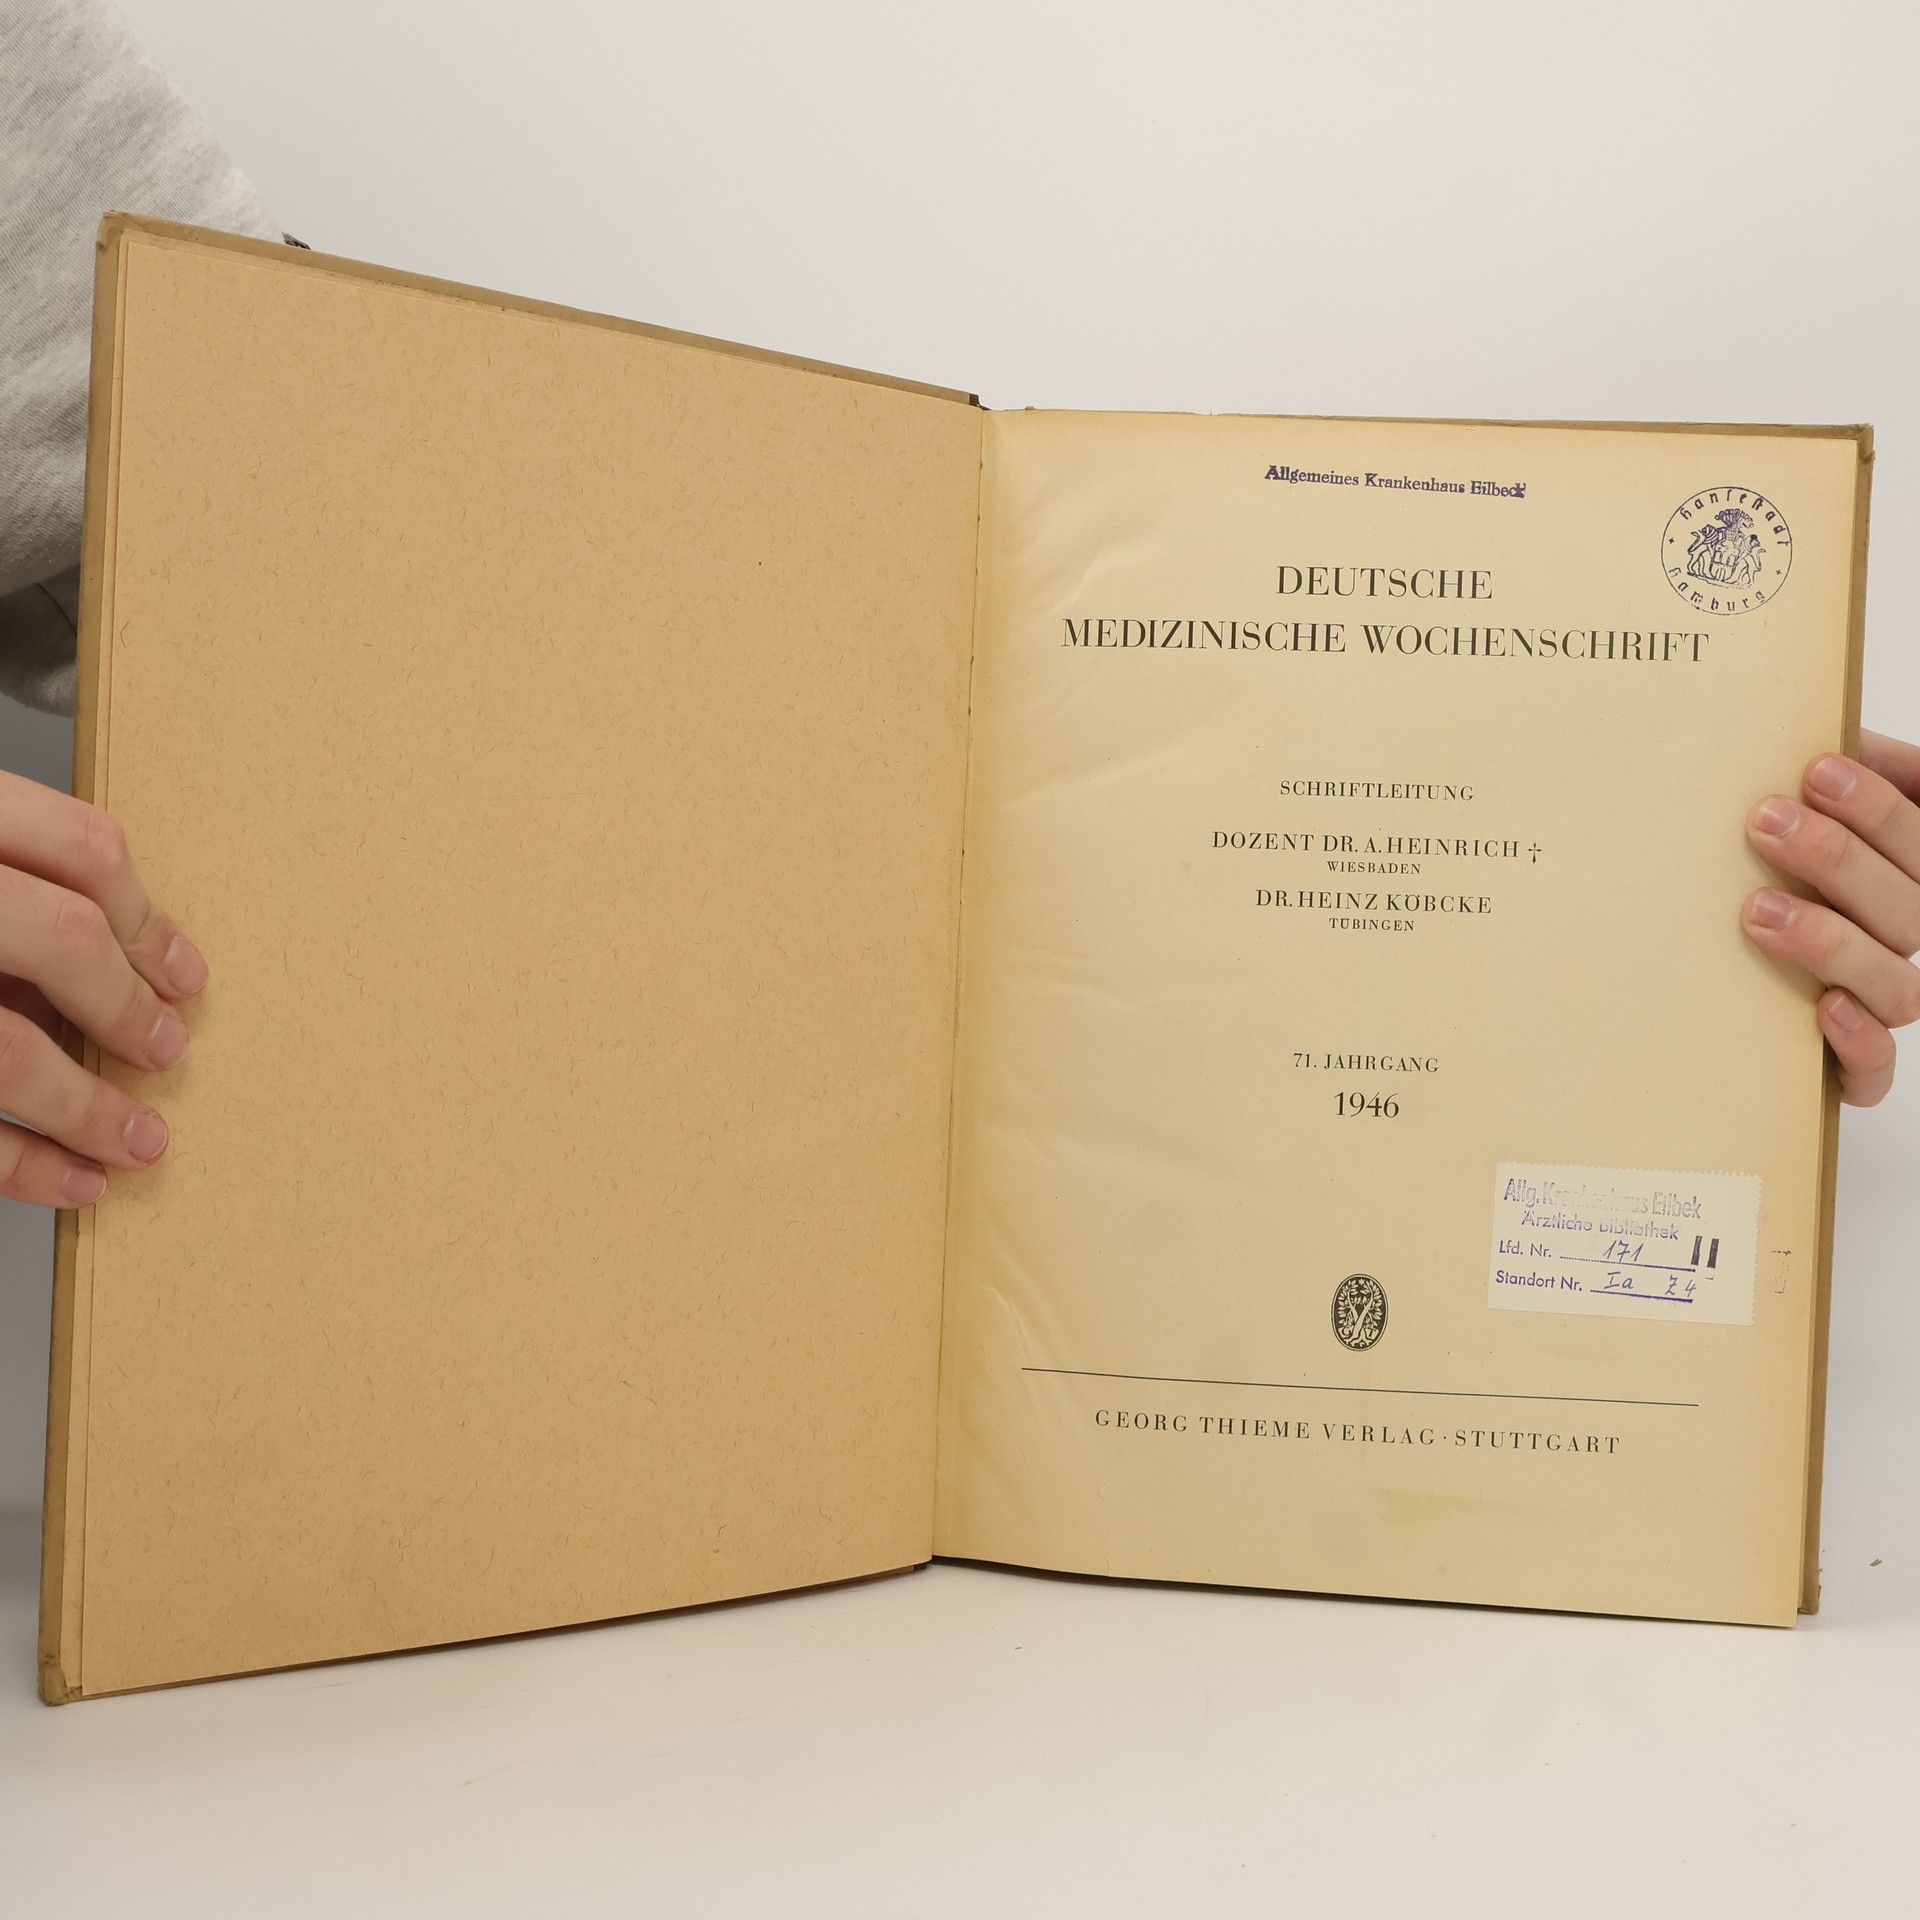 Allgemeines Krankenhaus Eilbeck
Hansestadt
Hamburg
DEUTSCHE
MEDIZINISCHE WOCHENSCHRIFT
SCHRIFTLEITUNG
DOZENT DR. A. HEINRICH †
WIESBADEN
DR. HEINZ KÖBCKE
TÜBINGEN
71. JAHRGANG
1946
Allg. Krankenhaus Eilbek
Ärztliche Bibliothek
Lfd. Nr. 171
Standort Nr. Ia Z 4
II
GEORG THIEME VERLAG · STUTTGART